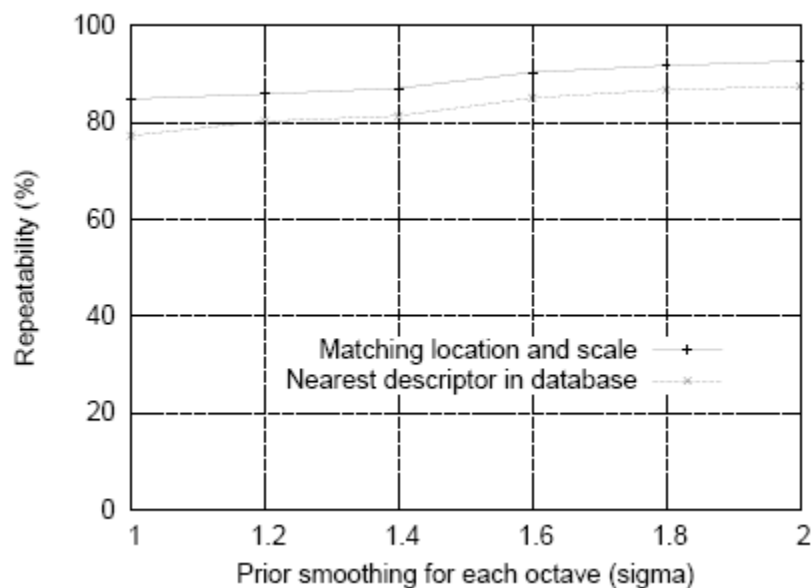 100
80
60
40
20
0
Repeatability (%)
Matching location and scale
Nearest descriptor in database
1 1.2 1.4 1.6 1.8 2
Prior smoothing for each octave (sigma)